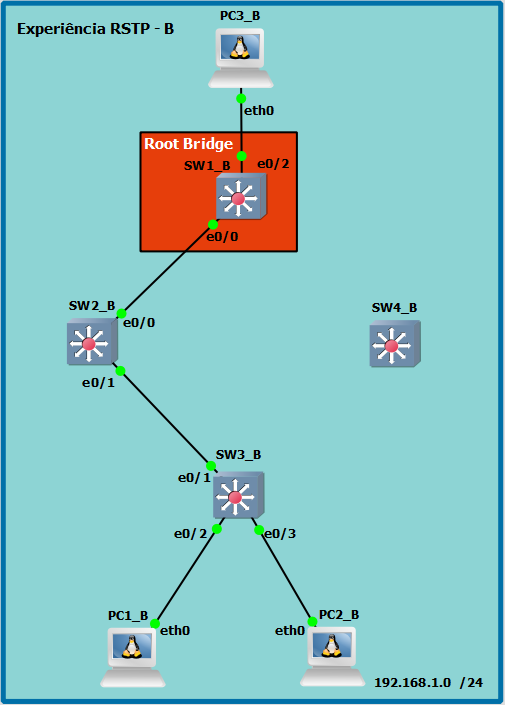 PC3_B
Experiência RSTP - B
eth0
Root Bridge
SW1_B
e0/2
e0/0
SW2_B
e0/0
SW4_B
e0/1
SW3_B
e0/1
e0/2
e0/3
PC1_B
eth0
PC2_B
eth0
192.168.1.0 /24